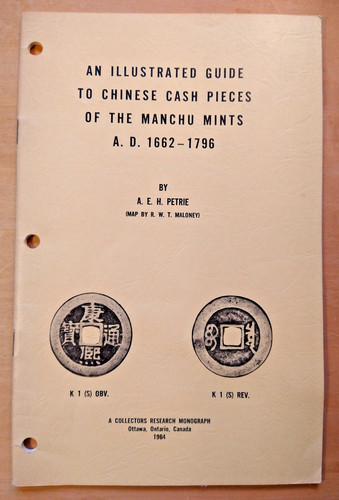 AN ILLUSTRATED GUIDE
TO CHINESE CASH PIECES
OF THE MANCHU MINTS
A. D. 1662–1796
BY
A. E. H. PETRIE
(MAP BY R. W. T. MALONEY)
康
寶 通
熙
K 1 (S) OBV.
K 1 (S) REV.
A COLLECTORS RESEARCH MONOGRAPH
Ottawa, Ontario, Canada
1964